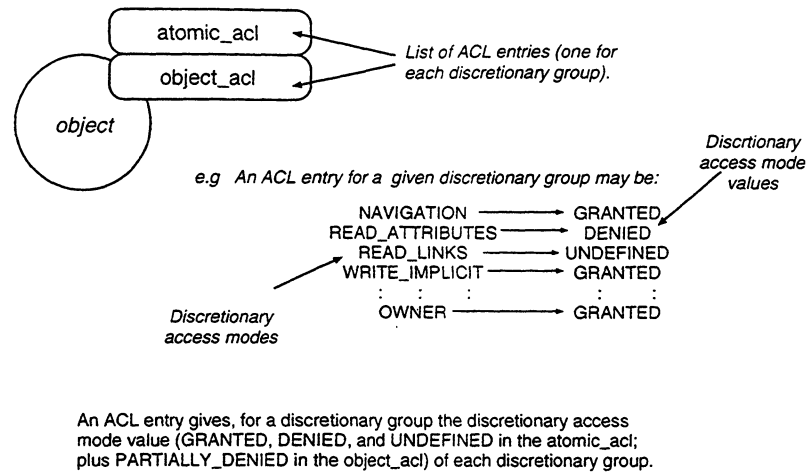 atomic_acl
object_acl
object
List of ACL entries (one for
each discretionary group).
Discrtionary
access mode
values
e.g An ACL entry for a given discretionary group may be:
NAVIGATION GRANTED
READ_ATTRIBUTES DENIED
READ_LINKS UNDEFINED
WRITE_IMPLICIT GRANTED
: : : : :
OWNER GRANTED
Discretionary
access modes
An ACL entry gives, for a discretionary group the discretionary access
mode value (GRANTED, DENIED, and UNDEFINED in the atomic_acl;
plus PARTIALLY_DENIED in the object_acl) of each discretionary group.